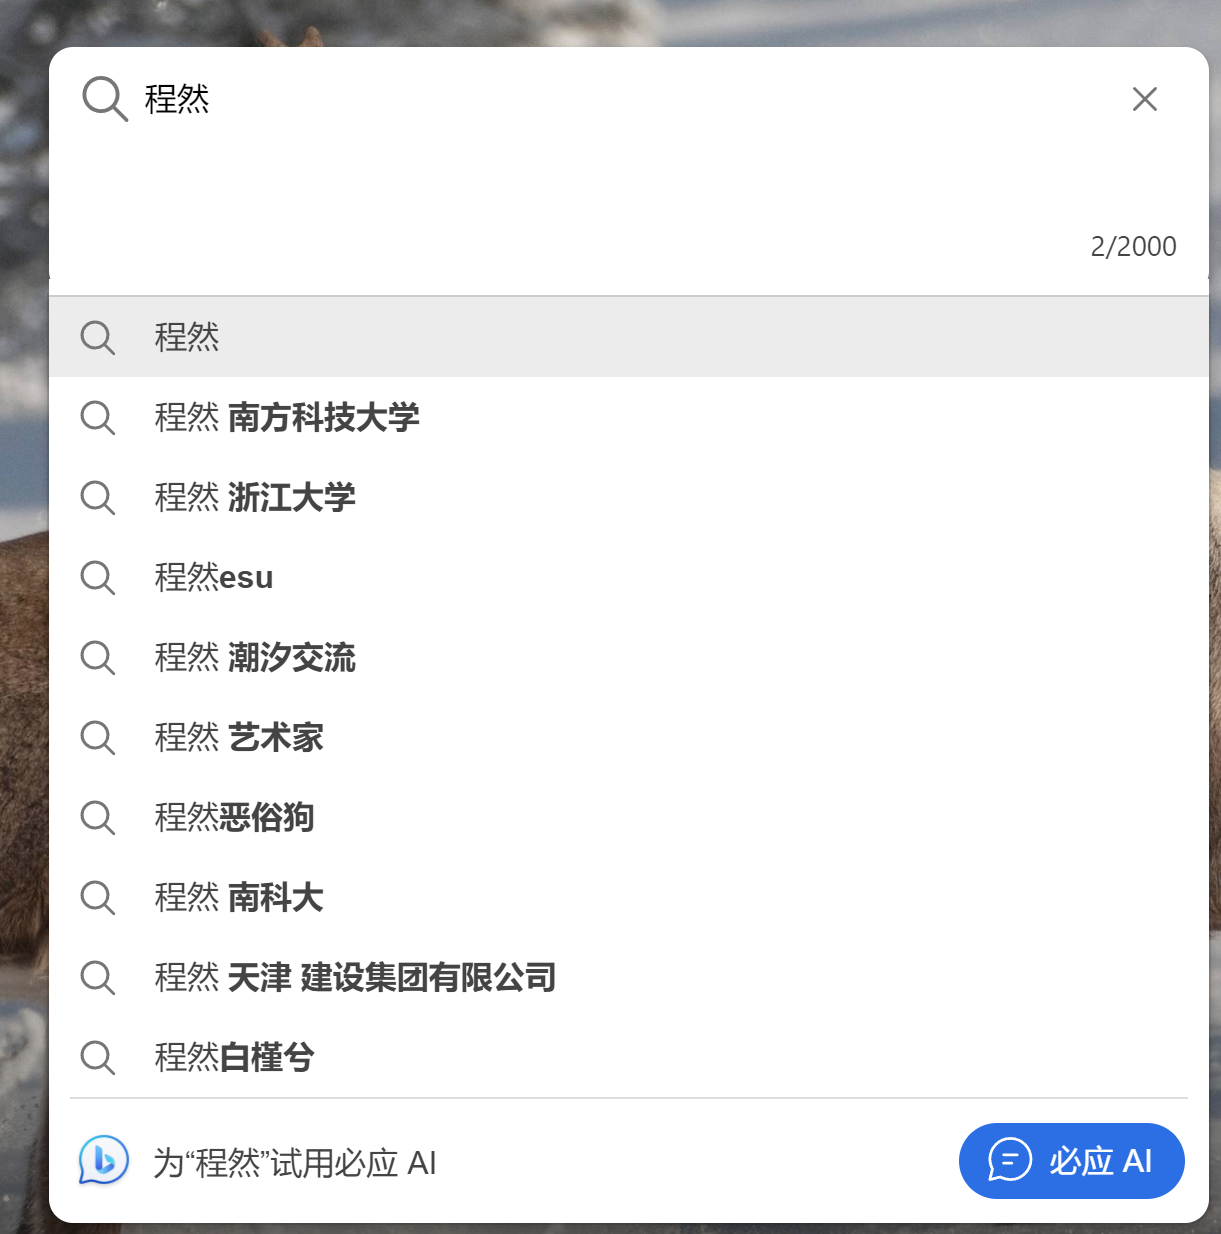 程然
2/2000
程然
程然 南方科技大学
程然 浙江大学
程然esu
程然 潮汐交流
程然 艺术家
程然恶俗狗
程然 南科大
程然 天津 建设集团有限公司
程然白槿兮
为“程然”试用必应 AI
必应 AI